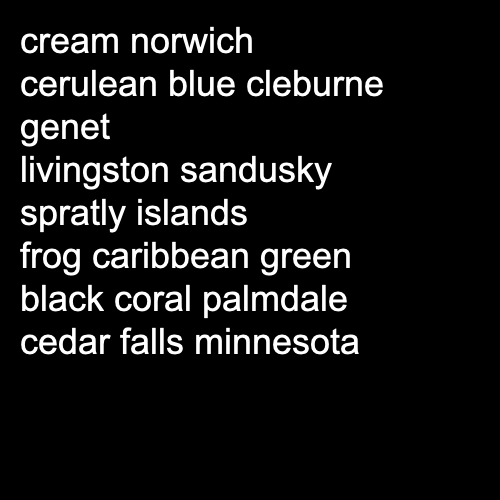 cream norwich
cerulean blue cleburne
genet
livingston sandusky
spratly islands
frog caribbean green
black coral palmdale
cedar falls minnesota